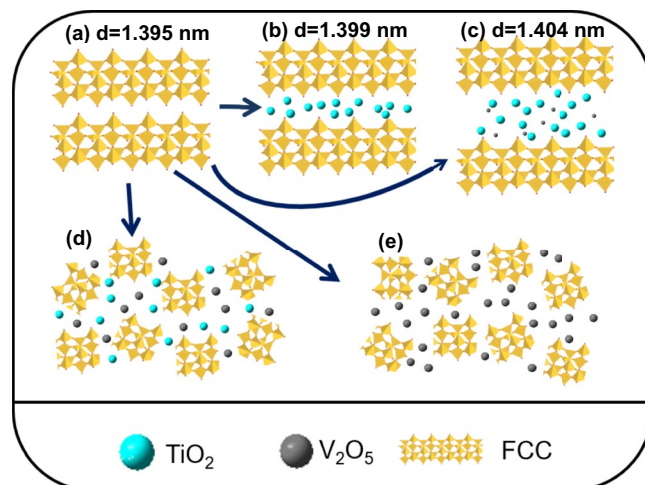 (a) d=1.395 nm
(b) d=1.399 nm
(c) d=1.404 nm
(d)
(e)
TiO₂
V₂O₅
FCC